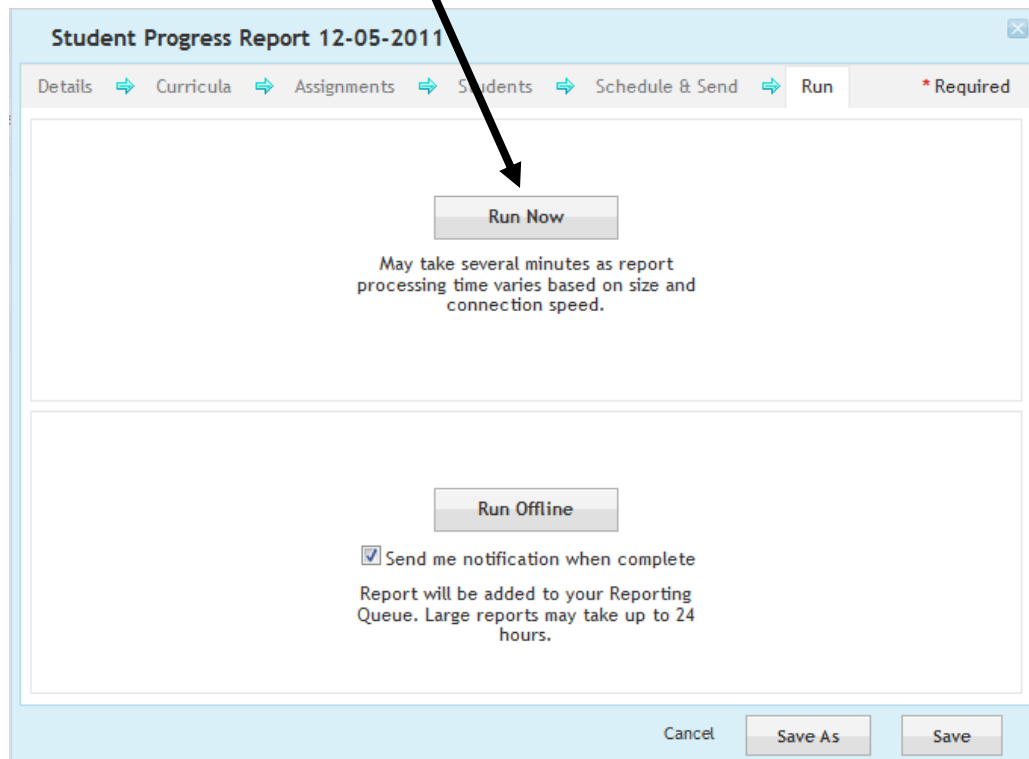 Student Progress Report 12-05-2011
Details Curricula Assignments Students Schedule & Send Run * Required
Run Now
May take several minutes as report
processing time varies based on size and
connection speed.
Run Offline
Send me notification when complete
Report will be added to your Reporting
Queue. Large reports may take up to 24
hours.
Cancel Save As Save